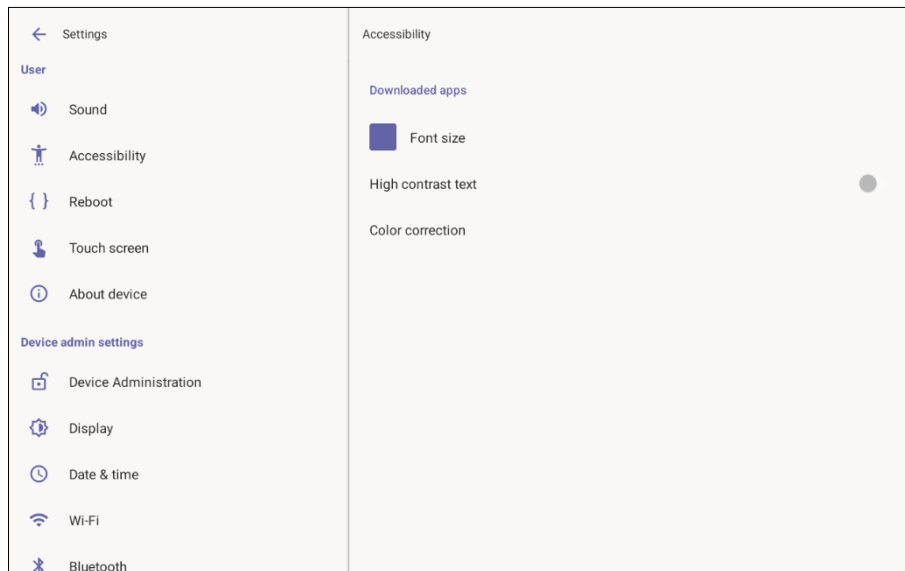 Settings
User
Sound
Accessibility
Reboot
Touch screen
About device
Device admin settings
Device Administration
Display
Date & time
Wi-Fi
Bluetooth
Accessibility
Downloaded apps
Font size
High contrast text
Color correction